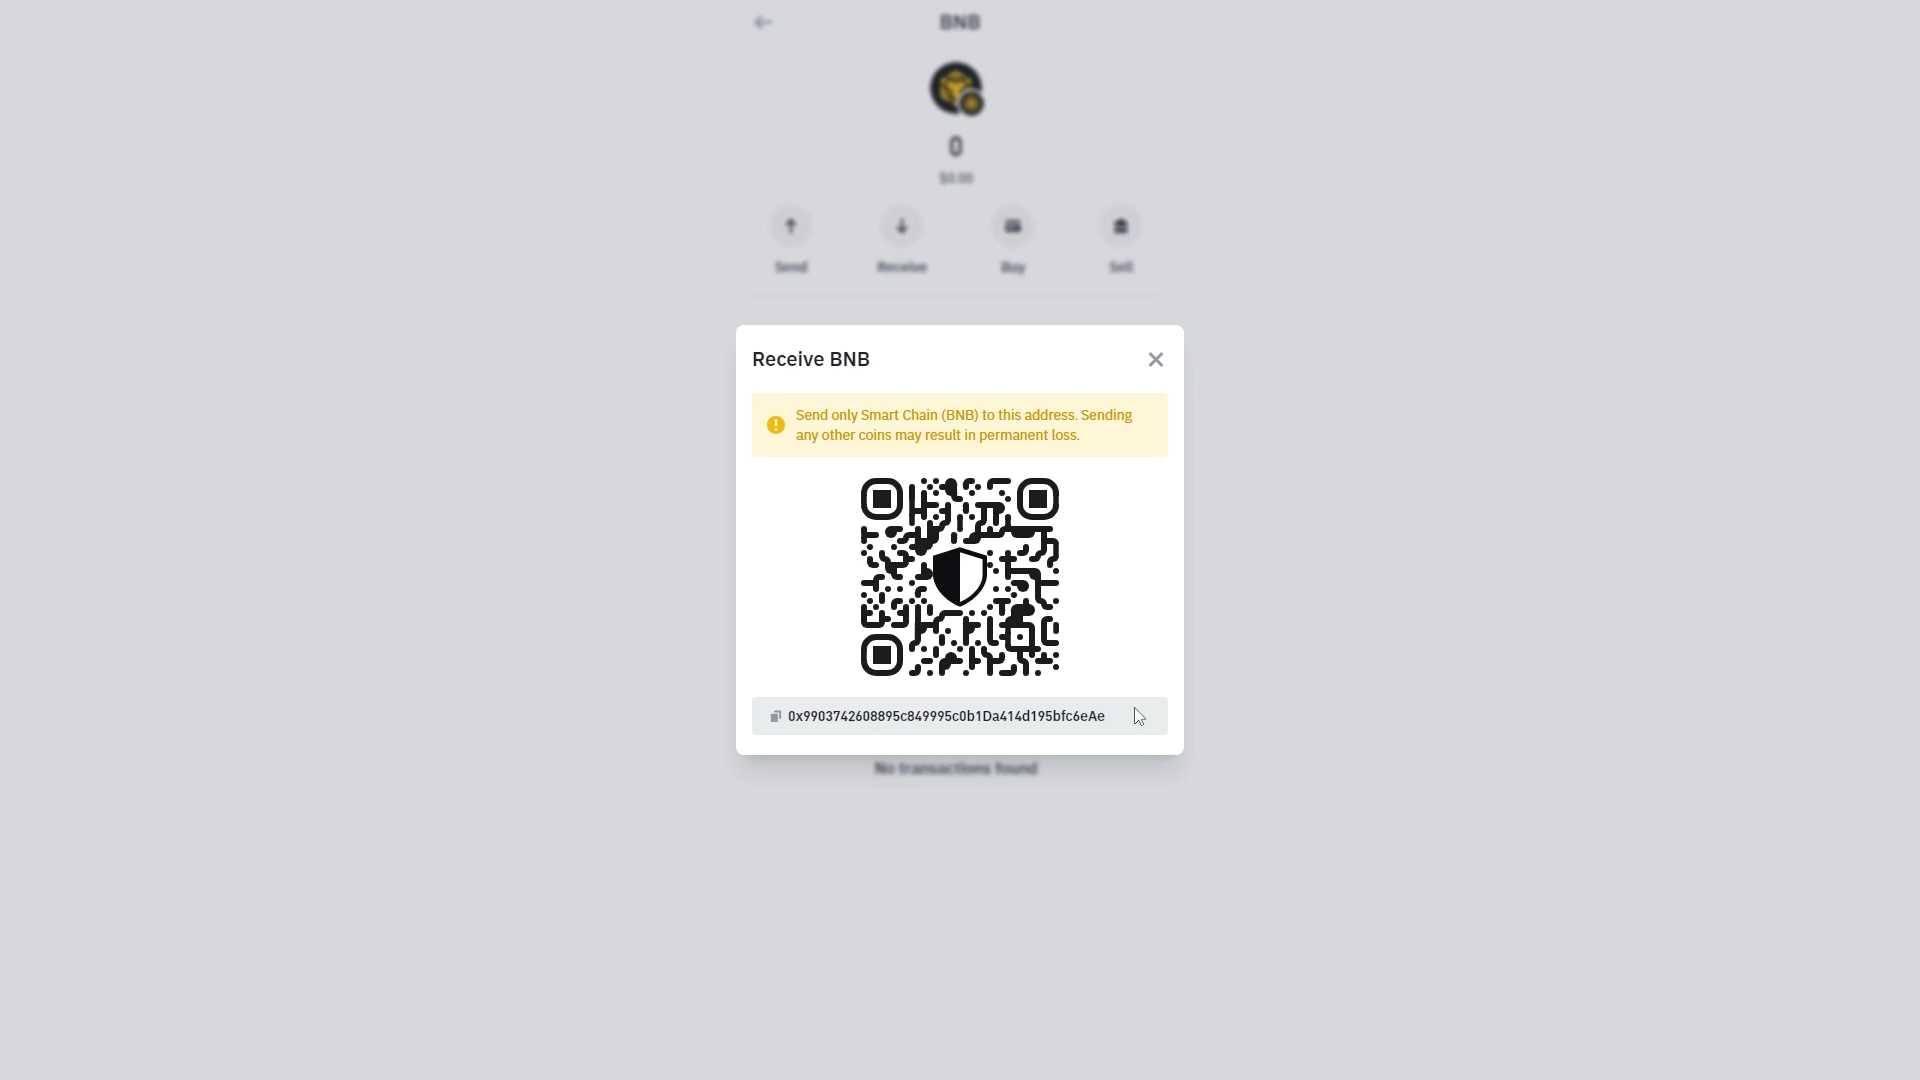 BNB
0
$0.00
Send
Receive
Buy
Sell
Receive BNB
Send only Smart Chain (BNB) to this address. Sending
any other coins may result in permanent loss.
0x9903742608895c849995c0b1Da414d195bfc6eAe
No transactions found